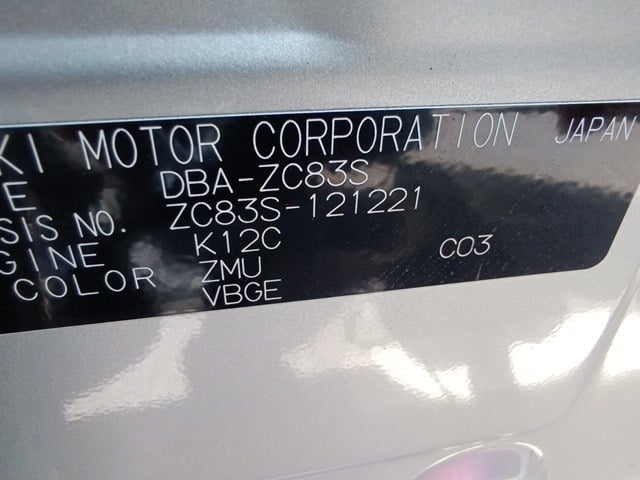 KI MOTOR CORPORATION JAPAN
E DBA-ZC83S
SIS NO. ZC83S-121221
GINE K12C
COLOR ZMU C03
VBGE